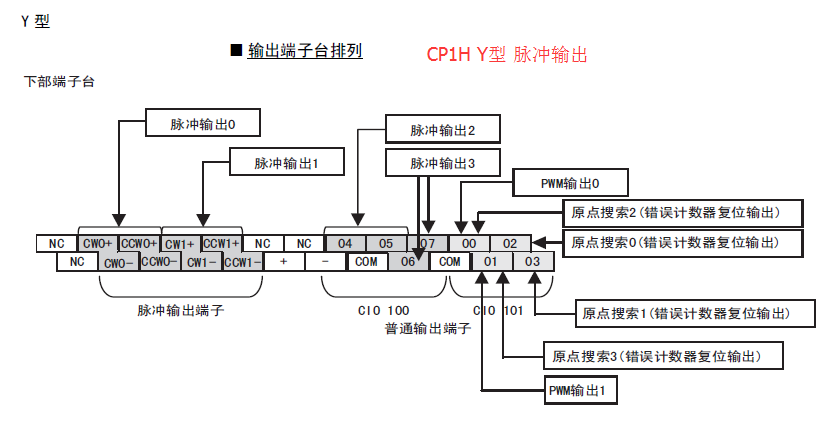 Y 型
■ 输出端子台排列
CP1H Y型 脉冲输出
下部端子台
脉冲输出0
脉冲输出2
脉冲输出1
脉冲输出3
PWM输出0
原点搜索2(错误计数器复位输出)
原点搜索0(错误计数器复位输出)
NC CW0+ CCW0+ CW1+ CCW1+ NC NC 04 05 07 00 02
NC CW0- CCW0- CW1- CCW1- + - COM 06 COM 01 03
脉冲输出端子
CIO 100
CIO 101
普通输出端子
原点搜索1(错误计数器复位输出)
原点搜索3(错误计数器复位输出)
PWM输出1